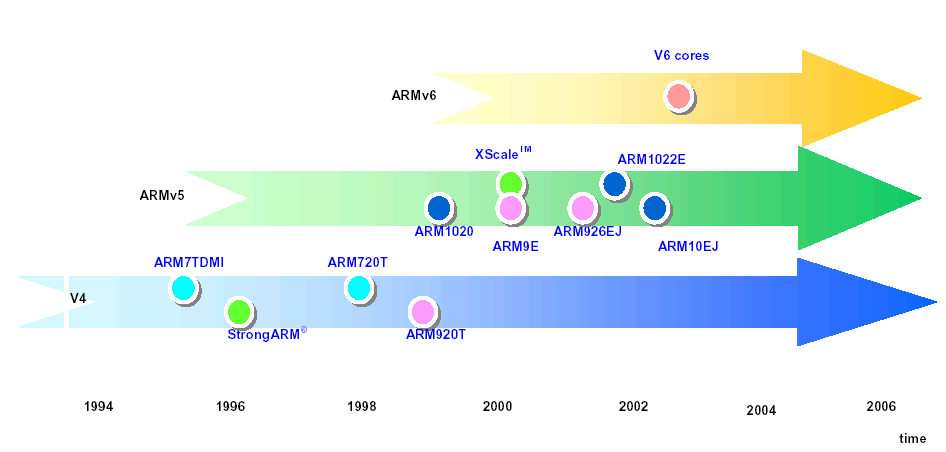 V6 cores
ARMv6
XScale™
ARM1022E
ARMv5
ARM1020
ARM926EJ
ARM9E
ARM10EJ
ARM7TDMI
ARM720T
V4
StrongARM®
ARM920T
1994 1996 1998 2000 2002 2004 2006
time